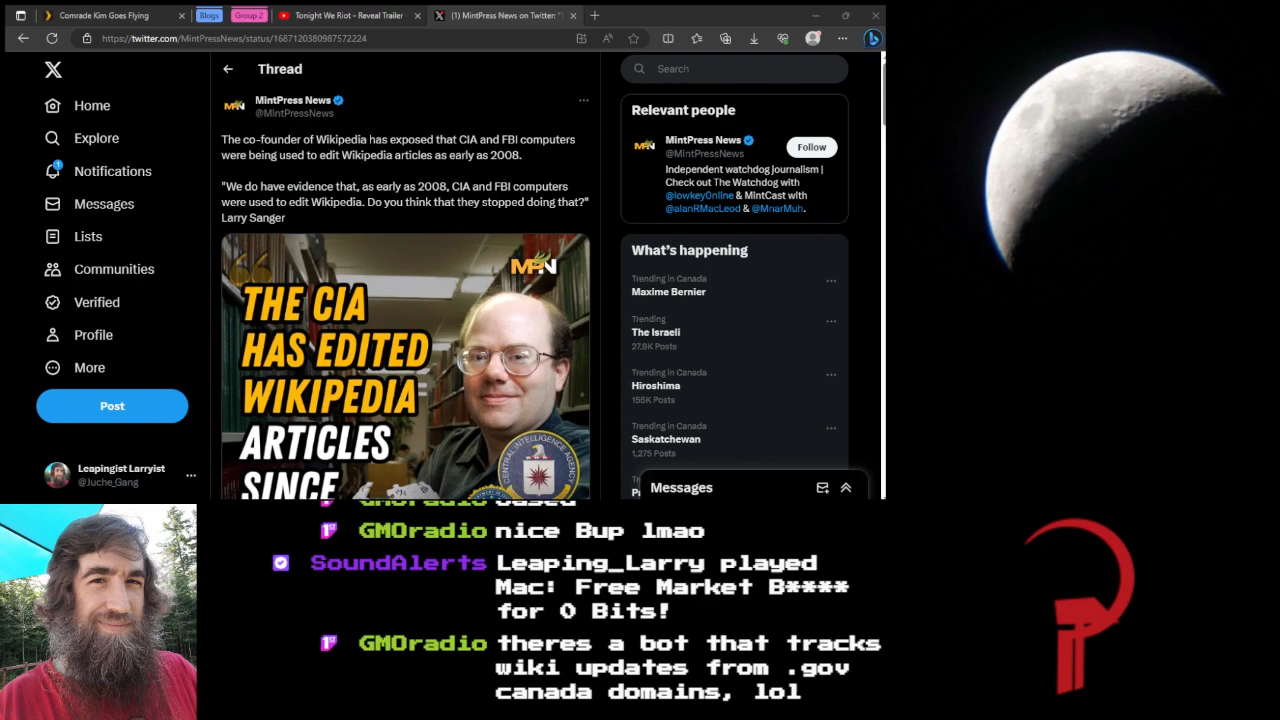 Comrade Kim Goes Flying
Blogs
Group 2
Tonight We Riot - Reveal Trailer
(1) MintPress News on Twitter: "
https://twitter.com/MintPressNews/status/1687120380987572224
Home
Explore
1
Notifications
Messages
Lists
Communities
Verified
Profile
More
Post
Leapingist Larryist
@Juche_Gang
Thread
MintPress News
@MintPressNews
The co-founder of Wikipedia has exposed that CIA and FBI computers
were being used to edit Wikipedia articles as early as 2008.
"We do have evidence that, as early as 2008, CIA and FBI computers
were used to edit Wikipedia. Do you think that they stopped doing that?"
Larry Sanger
MPN
THE CIA
HAS EDITED
WIKIPEDIA
ARTICLES
SINCE
CENTRAL INTELLIGENCE AGENCY
Search
Relevant people
MintPress News
@MintPressNews
Follow
Independent watchdog journalism |
Check out The Watchdog with
@lowkey0nline & MintCast with
@alanRMacLeod & @MnarMuh.
What's happening
Trending in Canada
Maxime Bernier
Trending
The Israeli
27.9K Posts
Trending in Canada
Hiroshima
155K Posts
Trending in Canada
Saskatchewan
1,275 Posts
Messages
GMOradio based
GMOradio nice Bup lmao
SoundAlerts Leaping_Larry played
Mac: Free Market B****
for 0 Bits!
GMOradio theres a bot that tracks
wiki updates from .gov
canada domains, lol